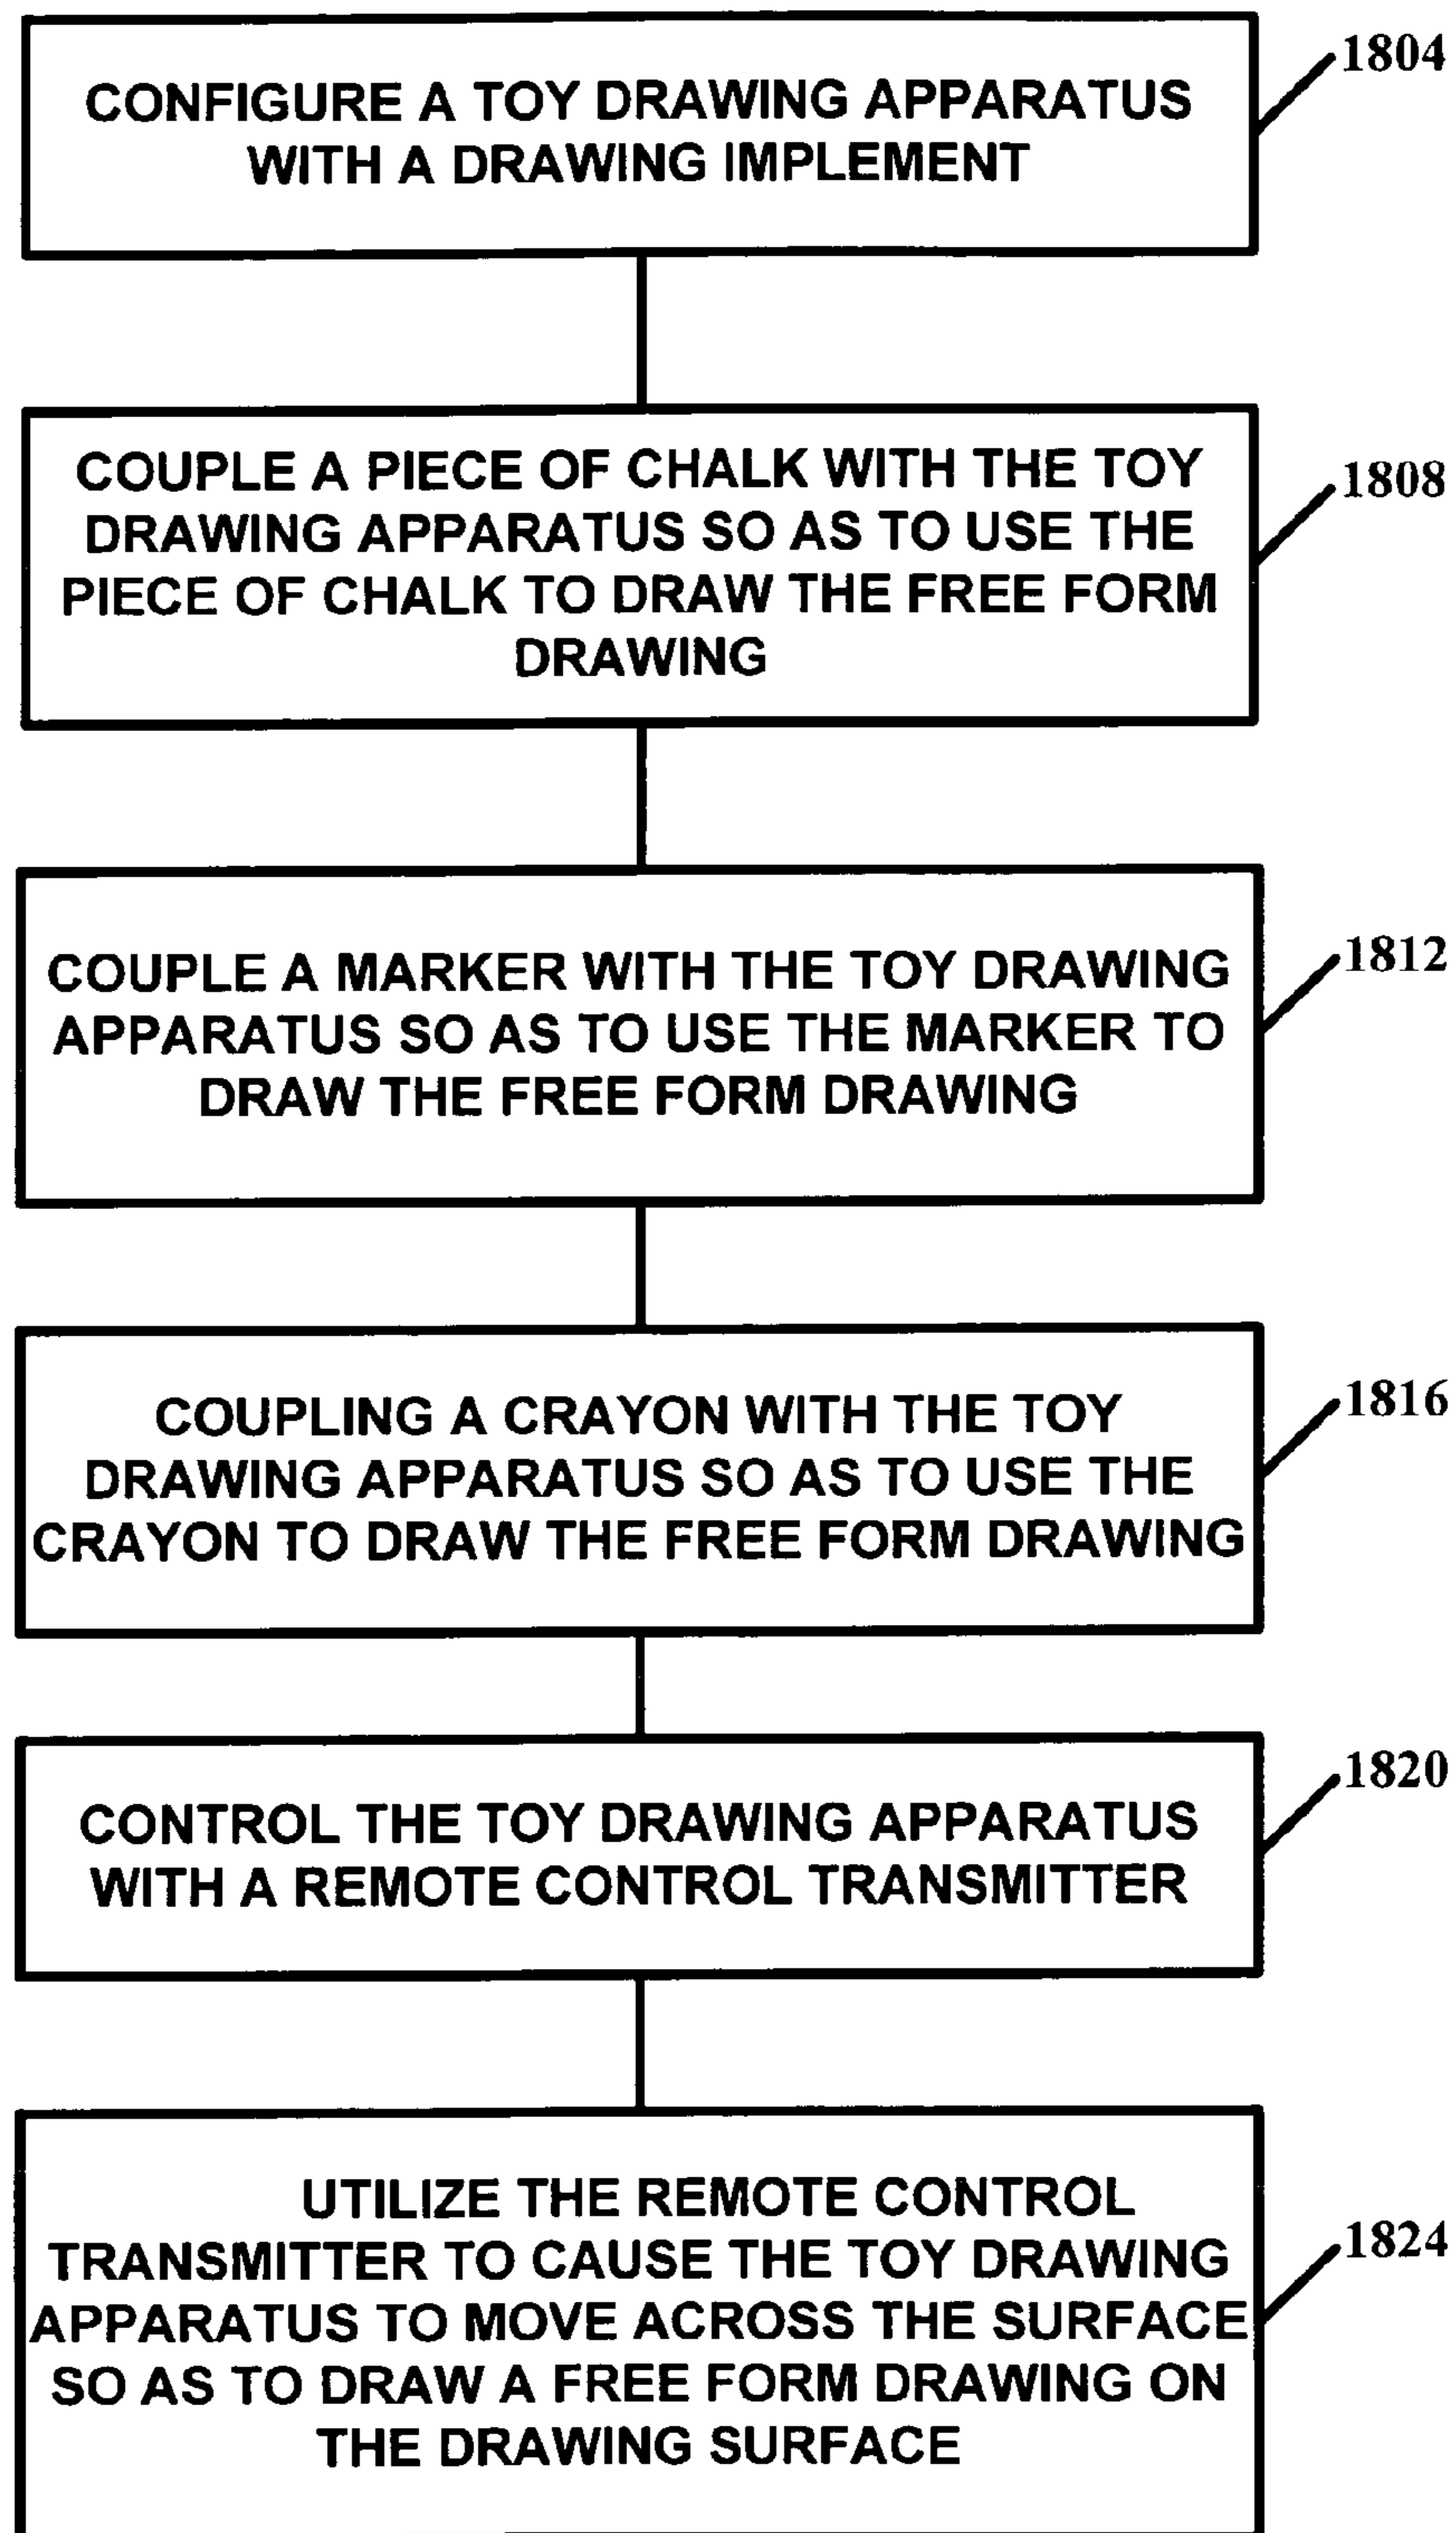 1804
CONFIGURE A TOY DRAWING APPARATUS
WITH A DRAWING IMPLEMENT
1808
COUPLE A PIECE OF CHALK WITH THE TOY
DRAWING APPARATUS SO AS TO USE THE
PIECE OF CHALK TO DRAW THE FREE FORM
DRAWING
1812
COUPLE A MARKER WITH THE TOY DRAWING
APPARATUS SO AS TO USE THE MARKER TO
DRAW THE FREE FORM DRAWING
1816
COUPLING A CRAYON WITH THE TOY
DRAWING APPARATUS SO AS TO USE THE
CRAYON TO DRAW THE FREE FORM DRAWING
1820
CONTROL THE TOY DRAWING APPARATUS
WITH A REMOTE CONTROL TRANSMITTER
1824
UTILIZE THE REMOTE CONTROL
TRANSMITTER TO CAUSE THE TOY DRAWING
APPARATUS TO MOVE ACROSS THE SURFACE
SO AS TO DRAW A FREE FORM DRAWING ON
THE DRAWING SURFACE